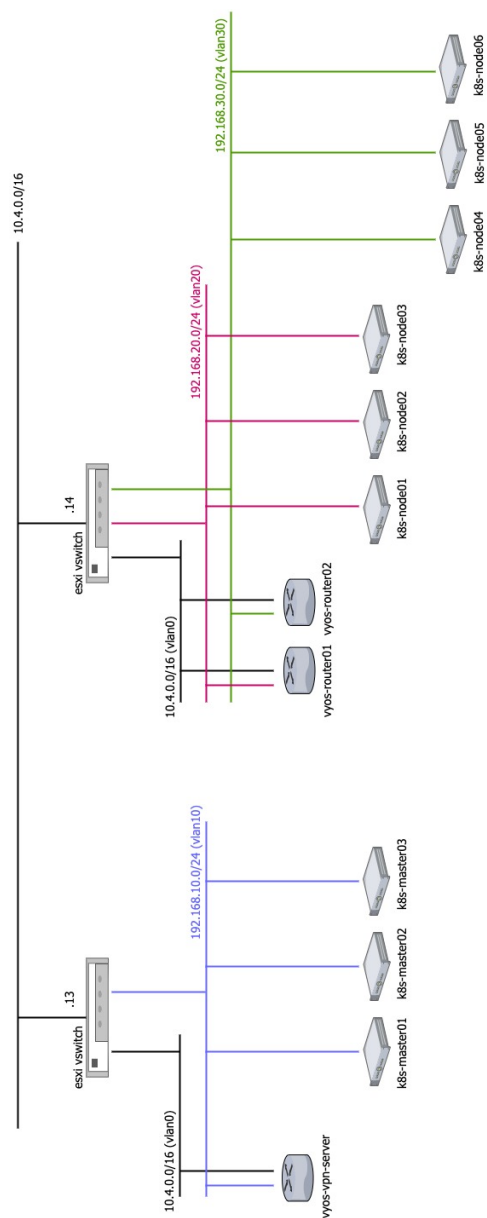 10.4.0.0/16
.13
esxi vswitch
.14
esxi vswitch
10.4.0.0/16 (vlan0)
192.168.10.0/24 (vlan10)
10.4.0.0/16 (vlan0)
192.168.20.0/24 (vlan20)
192.168.30.0/24 (vlan30)
vyos-vpn-server
k8s-master01
k8s-master02
k8s-master03
vyos-router01
vyos-router02
k8s-node01
k8s-node02
k8s-node03
k8s-node04
k8s-node05
k8s-node06